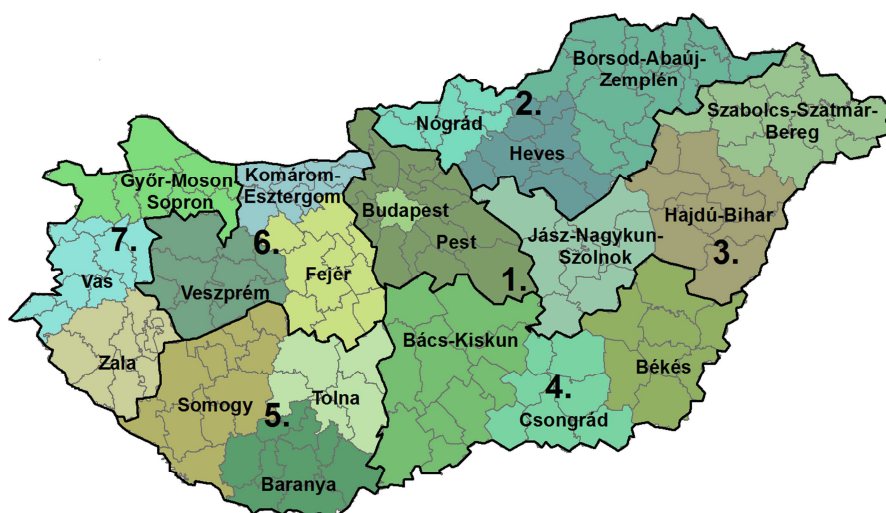 Borsod-Abaúj-
Zemplén
2.
Nógrád
Szabolcs-Szatmár-
Bereg
Heves
Győr-Moson-
Sopron
Komárom-
Esztergom
Budapest
Hajdú-Bihar
7.
6.
Pest
Jász-Nagykun-
Szolnok
3.
Vas
Veszprém
Fejér
1.
Bács-Kiskun
Zala
Békés
Somogy
Tolna
4.
5.
Csongrád
Baranya